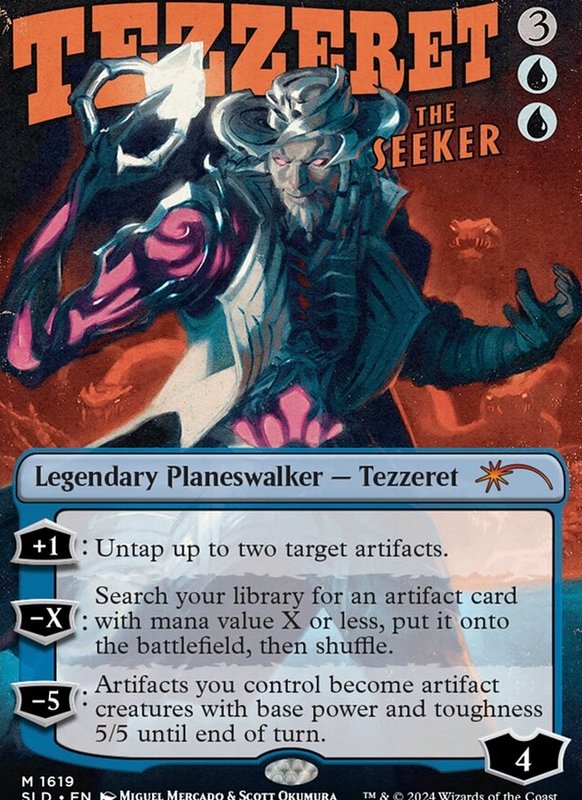 TEZZERET
3
THE
SEEKER
Legendary Planeswalker — Tezzeret
+1 : Untap up to two target artifacts.
Search your library for an artifact card
−X : with mana value X or less, put it onto
the battlefield, then shuffle.
−5 : Artifacts you control become artifact
creatures with base power and toughness
5/5 until end of turn.
4
M 1619
SLD • EN MIGUEL MERCADO & SCOTT OKUMURA ™ & © 2024 Wizards of the Coast